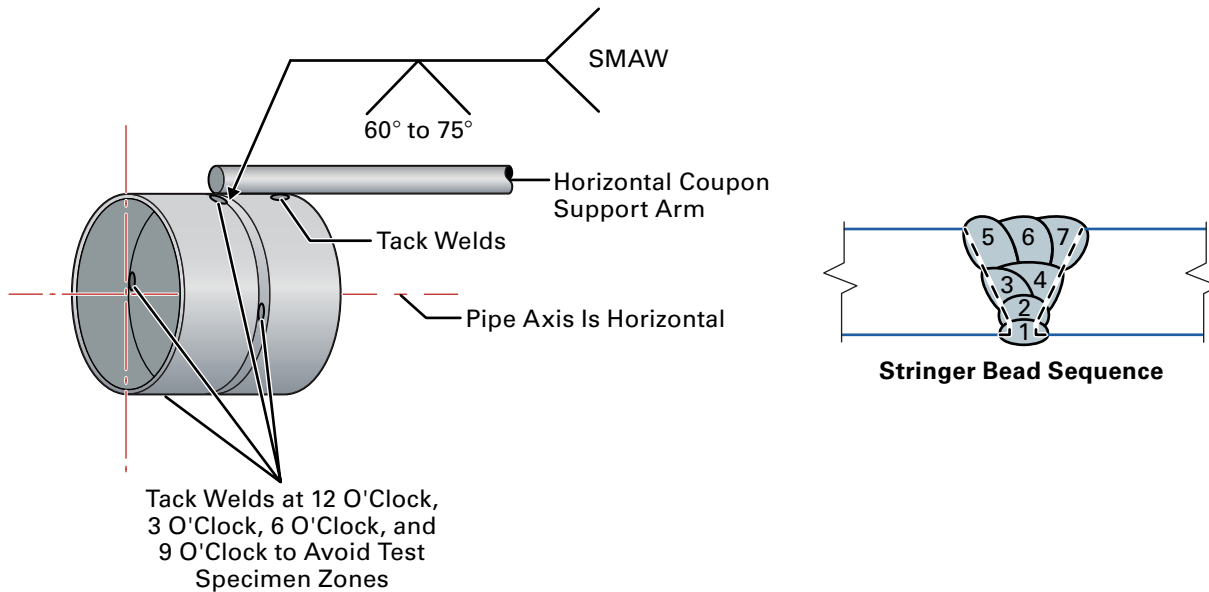 SMAW
60° to 75°
Horizontal Coupon
Support Arm
Tack Welds
Pipe Axis Is Horizontal
Tack Welds at 12 O'Clock,
3 O'Clock, 6 O'Clock, and
9 O'Clock to Avoid Test
Specimen Zones
5 6 7
3 4
2
1
Stringer Bead Sequence